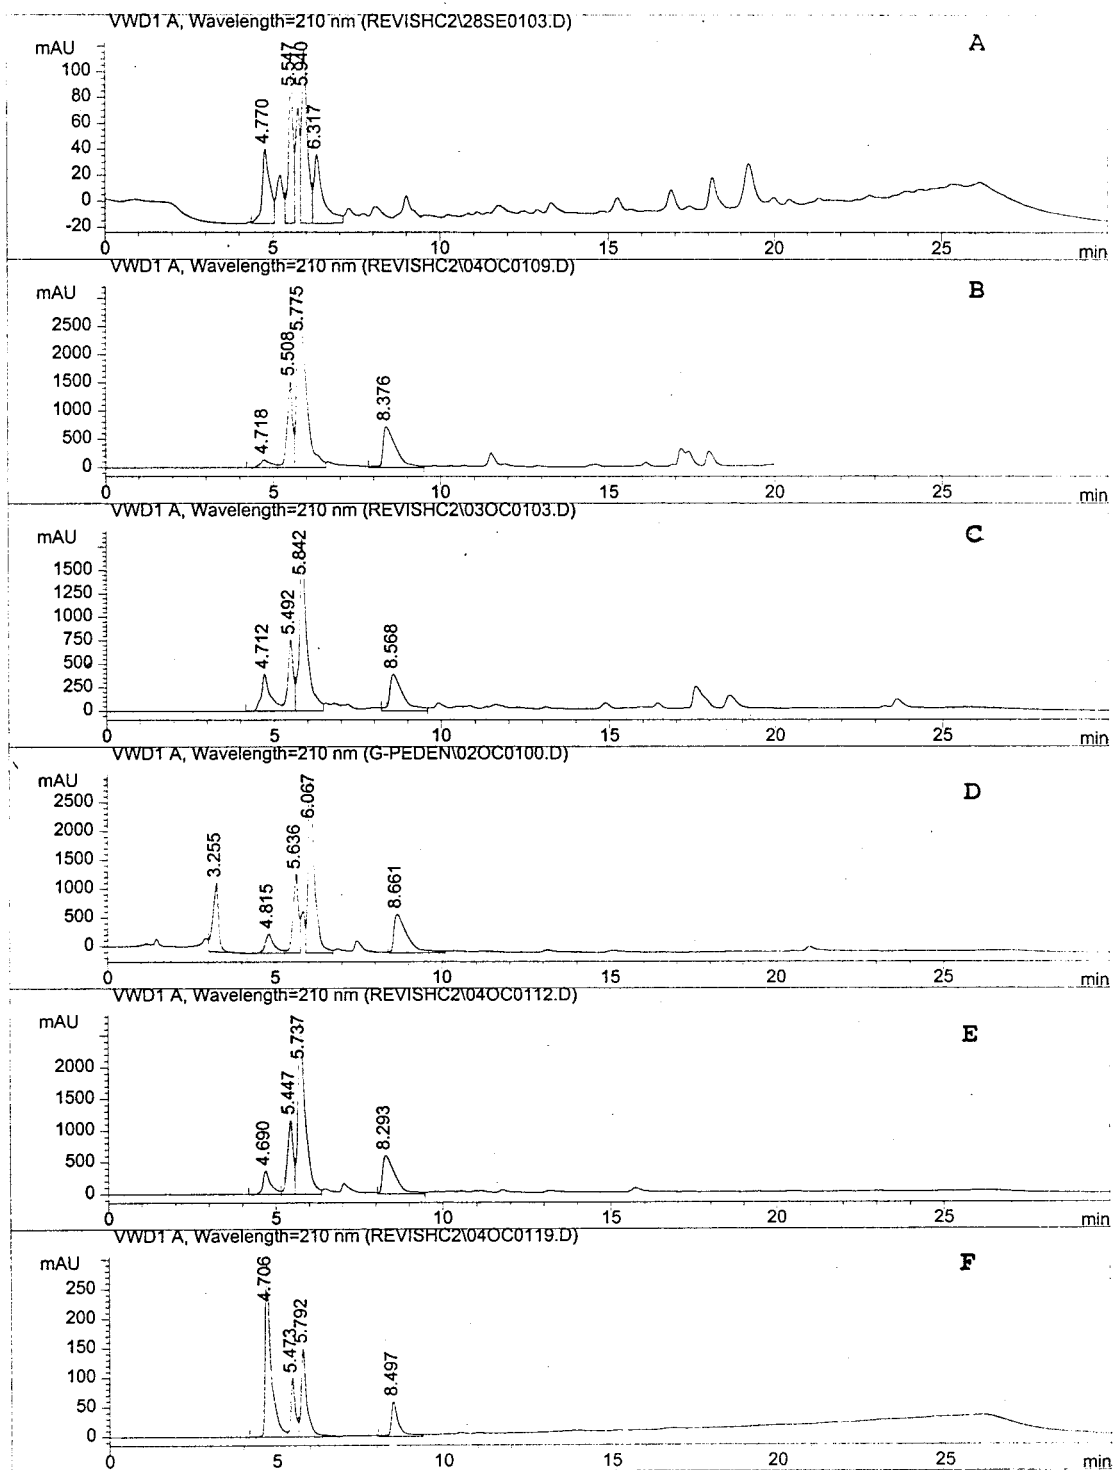 VWD1 A, Wavelength=210 nm (REVISHC2\28SE0103.D)
mAU
A
100
80
60
40
20
0
-20
4.770
5.547
5.940
6.317
0 5 10 15 20 25 min
VWD1 A, Wavelength=210 nm (REVISHC2\04OC0109.D)
mAU
B
2500
2000
1500
1000
500
0
4.718
5.508
5.775
8.376
0 5 10 15 20 25 min
VWD1 A, Wavelength=210 nm (REVISHC2\03OC0103.D)
mAU
C
1500
1250
1000
750
500
250
0
4.712
5.492
5.842
8.568
0 5 10 15 20 25 min
VWD1 A, Wavelength=210 nm (G-PEDEN\02OC0100.D)
mAU
D
2500
2000
1500
1000
500
0
3.255
4.815
5.636
6.067
8.661
0 5 10 15 20 25 min
VWD1 A, Wavelength=210 nm (REVISHC2\04OC0112.D)
mAU
E
2000
1500
1000
500
0
4.690
5.447
5.737
8.293
0 5 10 15 20 25 min
VWD1 A, Wavelength=210 nm (REVISHC2\04OC0119.D)
mAU
F
250
200
150
100
50
0
4.706
5.473
5.792
8.497
0 5 10 15 20 25 min